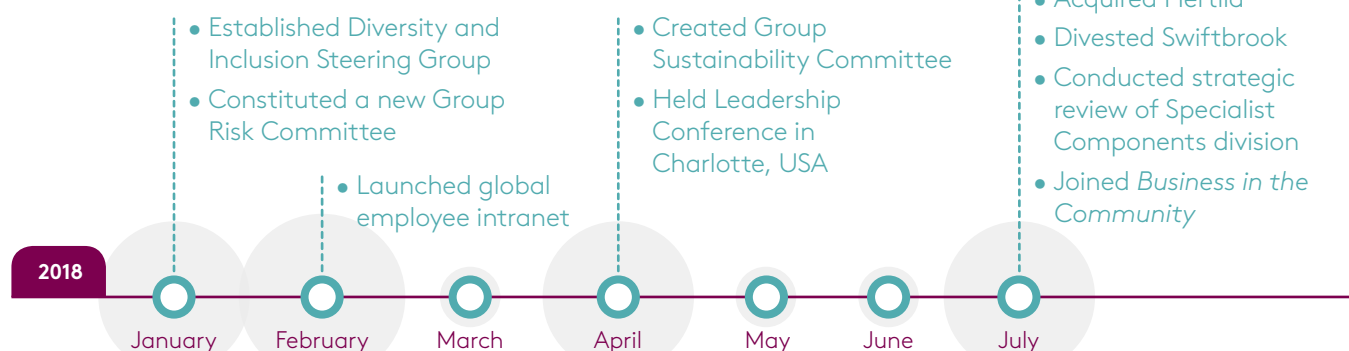 • Established Diversity and
Inclusion Steering Group
• Constituted a new Group
Risk Committee
• Launched global
employee intranet
• Created Group
Sustainability Committee
• Held Leadership
Conference in
Charlotte, USA
• Acquired
• Divested Swiftbrook
• Conducted strategic
review of Specialist
Components division
• Joined Business in the
Community
2018
January
February
March
April
May
June
July